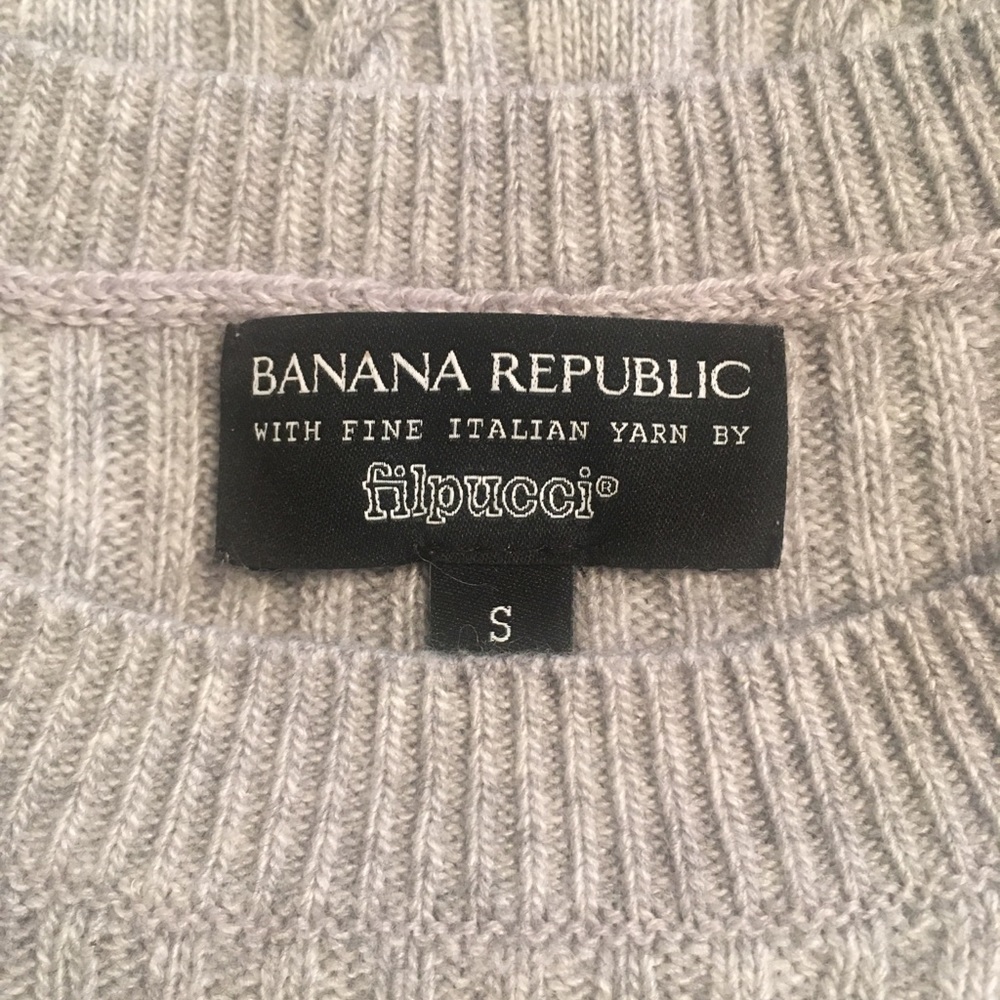 BANANA REPUBLIC
WITH FINE ITALIAN YARN BY
filpucci®
S